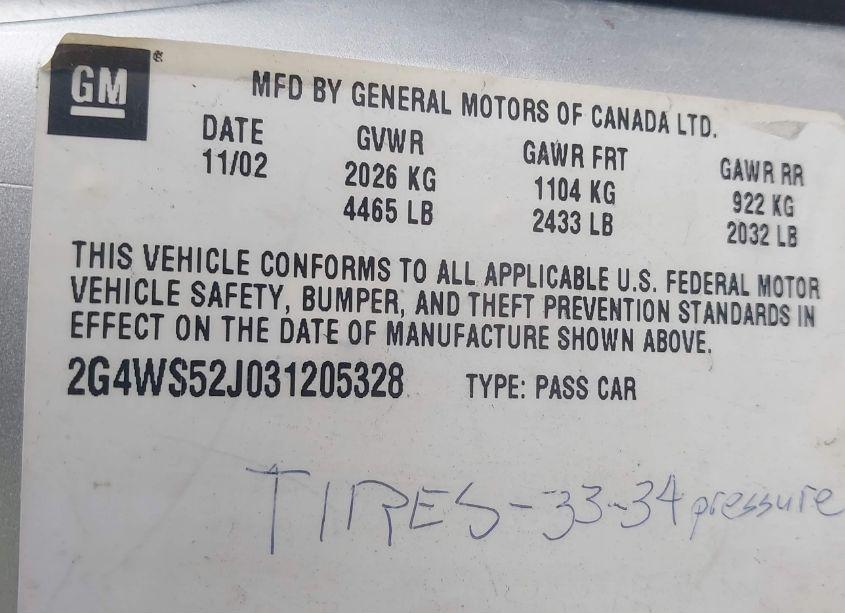 GM®
MFD BY GENERAL MOTORS OF CANADA LTD.
DATE GVWR GAWR FRT GAWR RR
11/02 2026 KG 1104 KG 922 KG
4465 LB 2433 LB 2032 LB
THIS VEHICLE CONFORMS TO ALL APPLICABLE U.S. FEDERAL MOTOR
VEHICLE SAFETY, BUMPER, AND THEFT PREVENTION STANDARDS IN
EFFECT ON THE DATE OF MANUFACTURE SHOWN ABOVE.
2G4WS52J031205328 TYPE: PASS CAR
TIRES-33-34 pressure